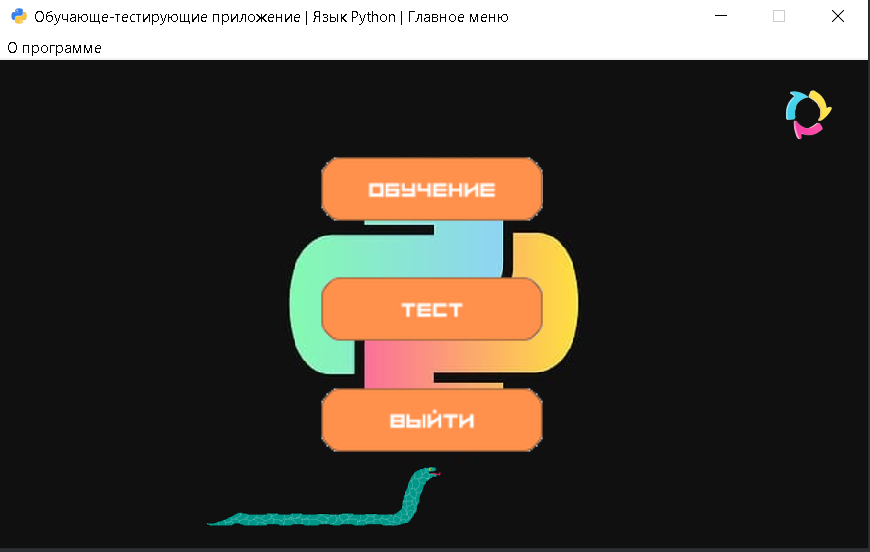 Обучающе-тестирующие приложение | Язык Python | Главное меню
О программе
ОБУЧЕНИЕ
ТЕСТ
ВЫЙТИ